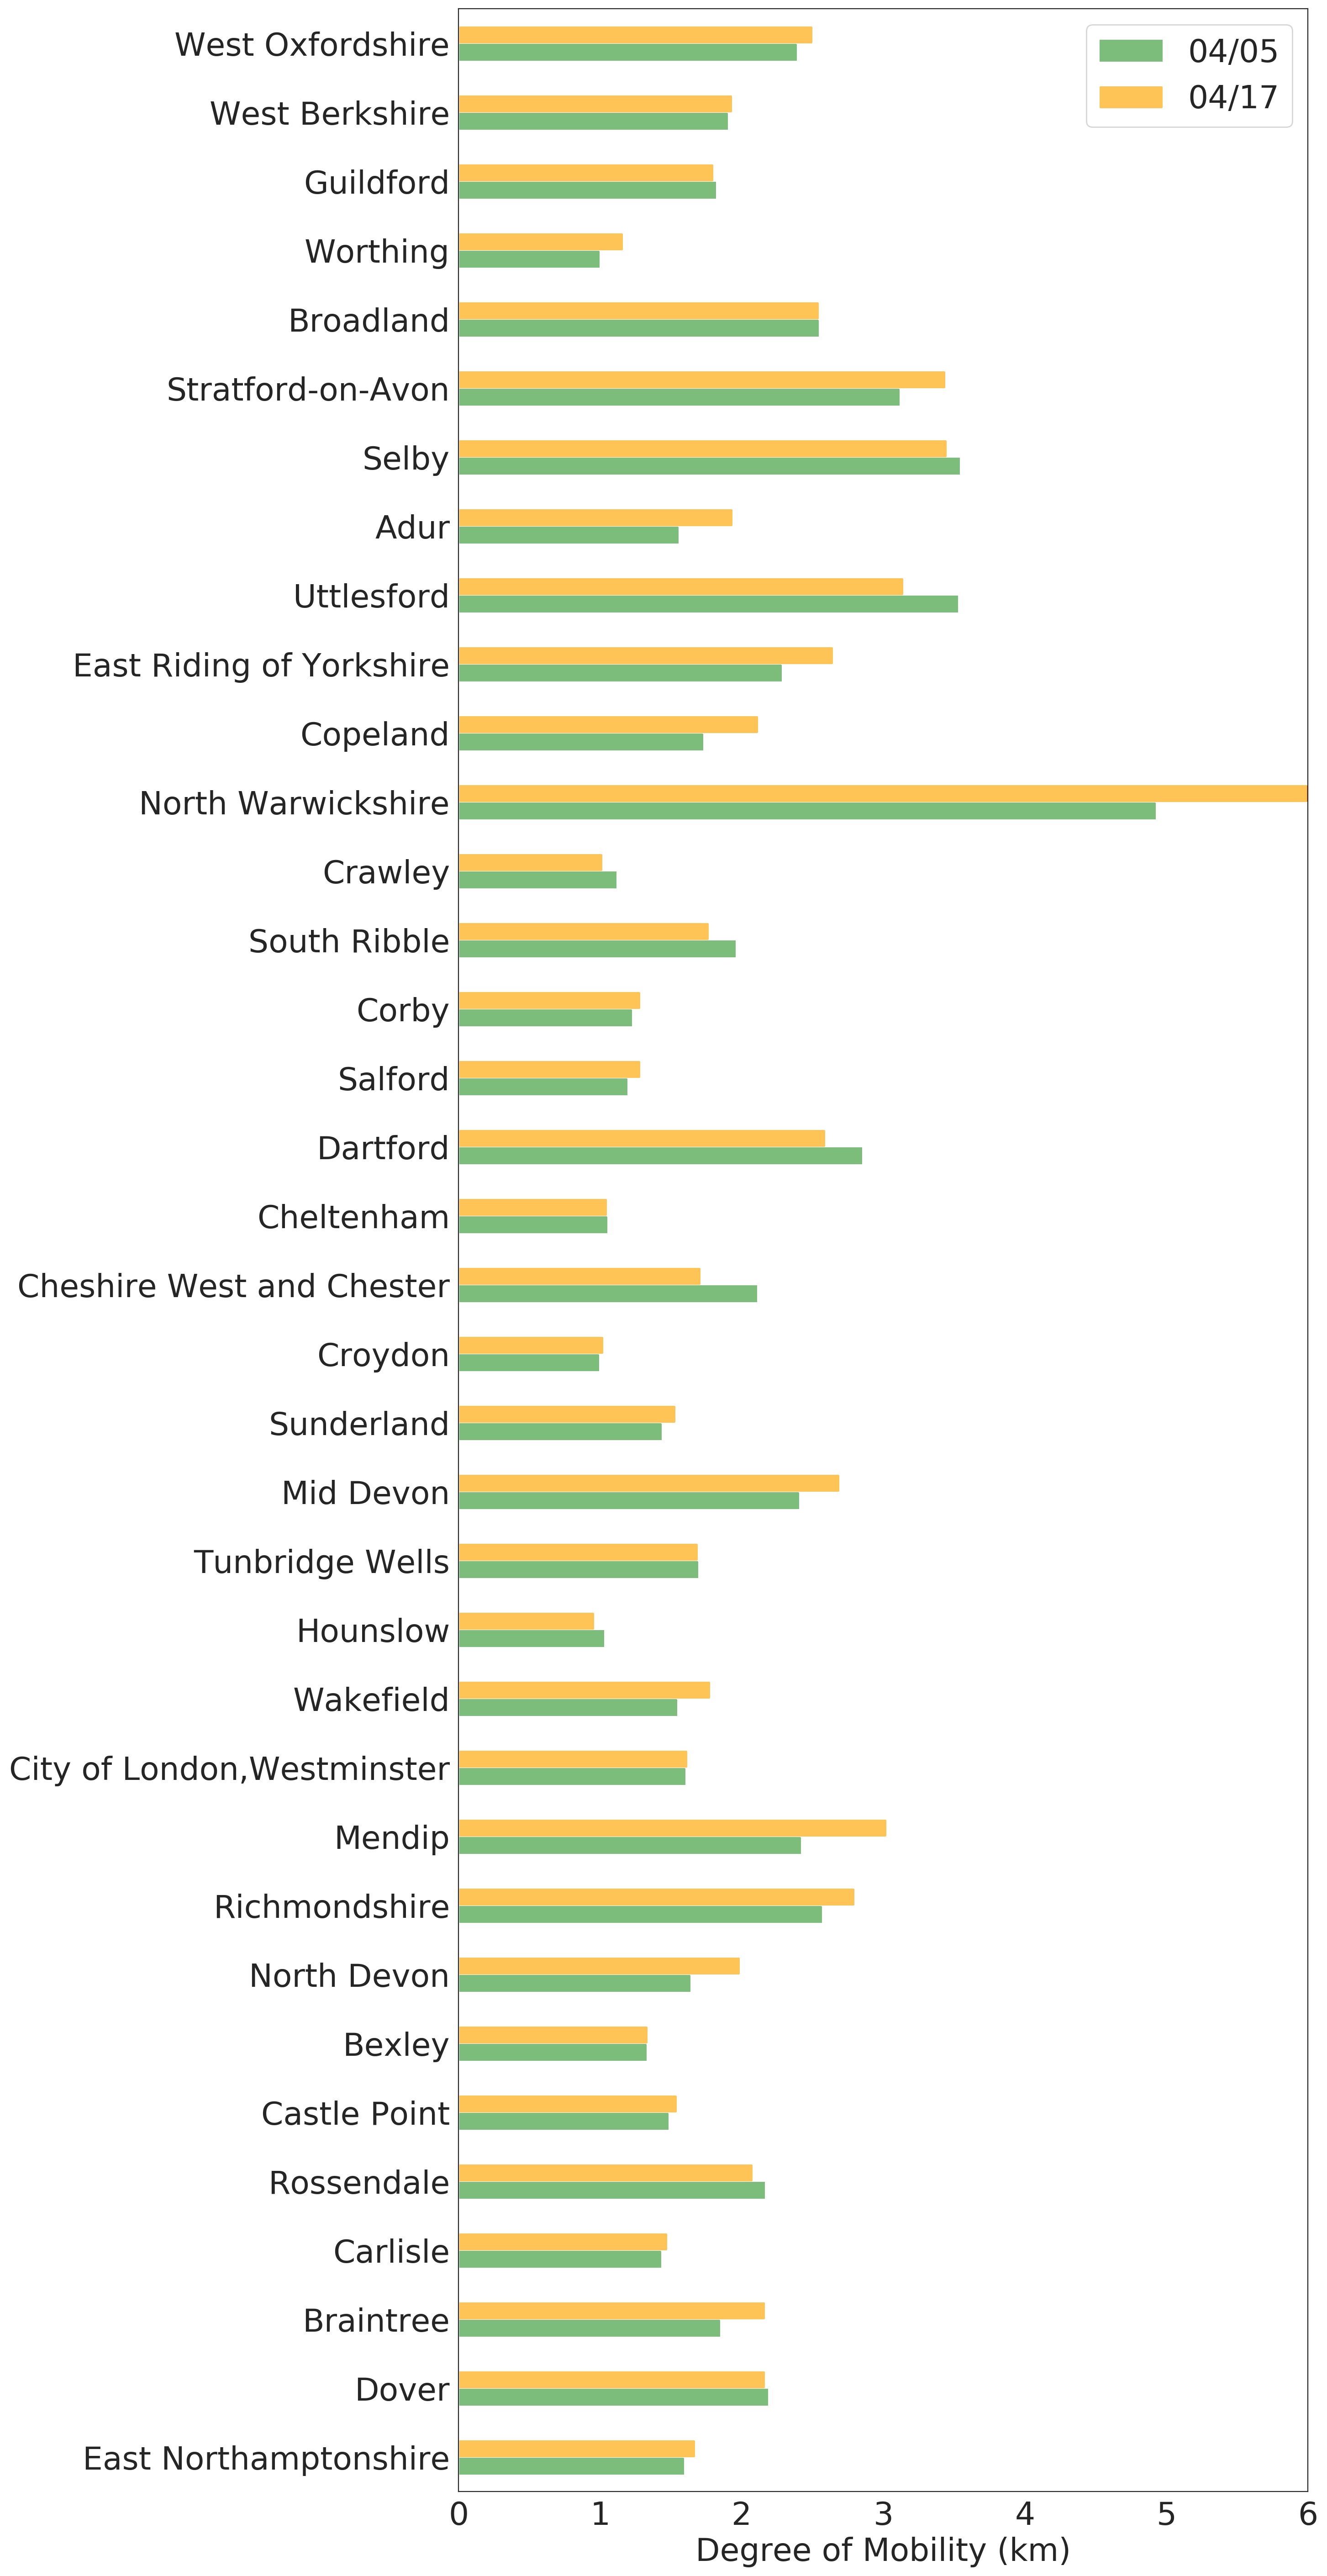 West Oxfordshire
West Berkshire
Guildford
Worthing
Broadland
Stratford-on-Avon
Selby
Adur
Uttlesford
East Riding of Yorkshire
Copeland
North Warwickshire
Crawley
South Ribble
Corby
Salford
Dartford
Cheltenham
Cheshire West and Chester
Croydon
Sunderland
Mid Devon
Tunbridge Wells
Hounslow
Wakefield
City of London,Westminster
Mendip
Richmondshire
North Devon
Bexley
Castle Point
Rossendale
Carlisle
Braintree
Dover
East Northamptonshire
04/05
04/17
0 1 2 3 4 5 6
Degree of Mobility (km)